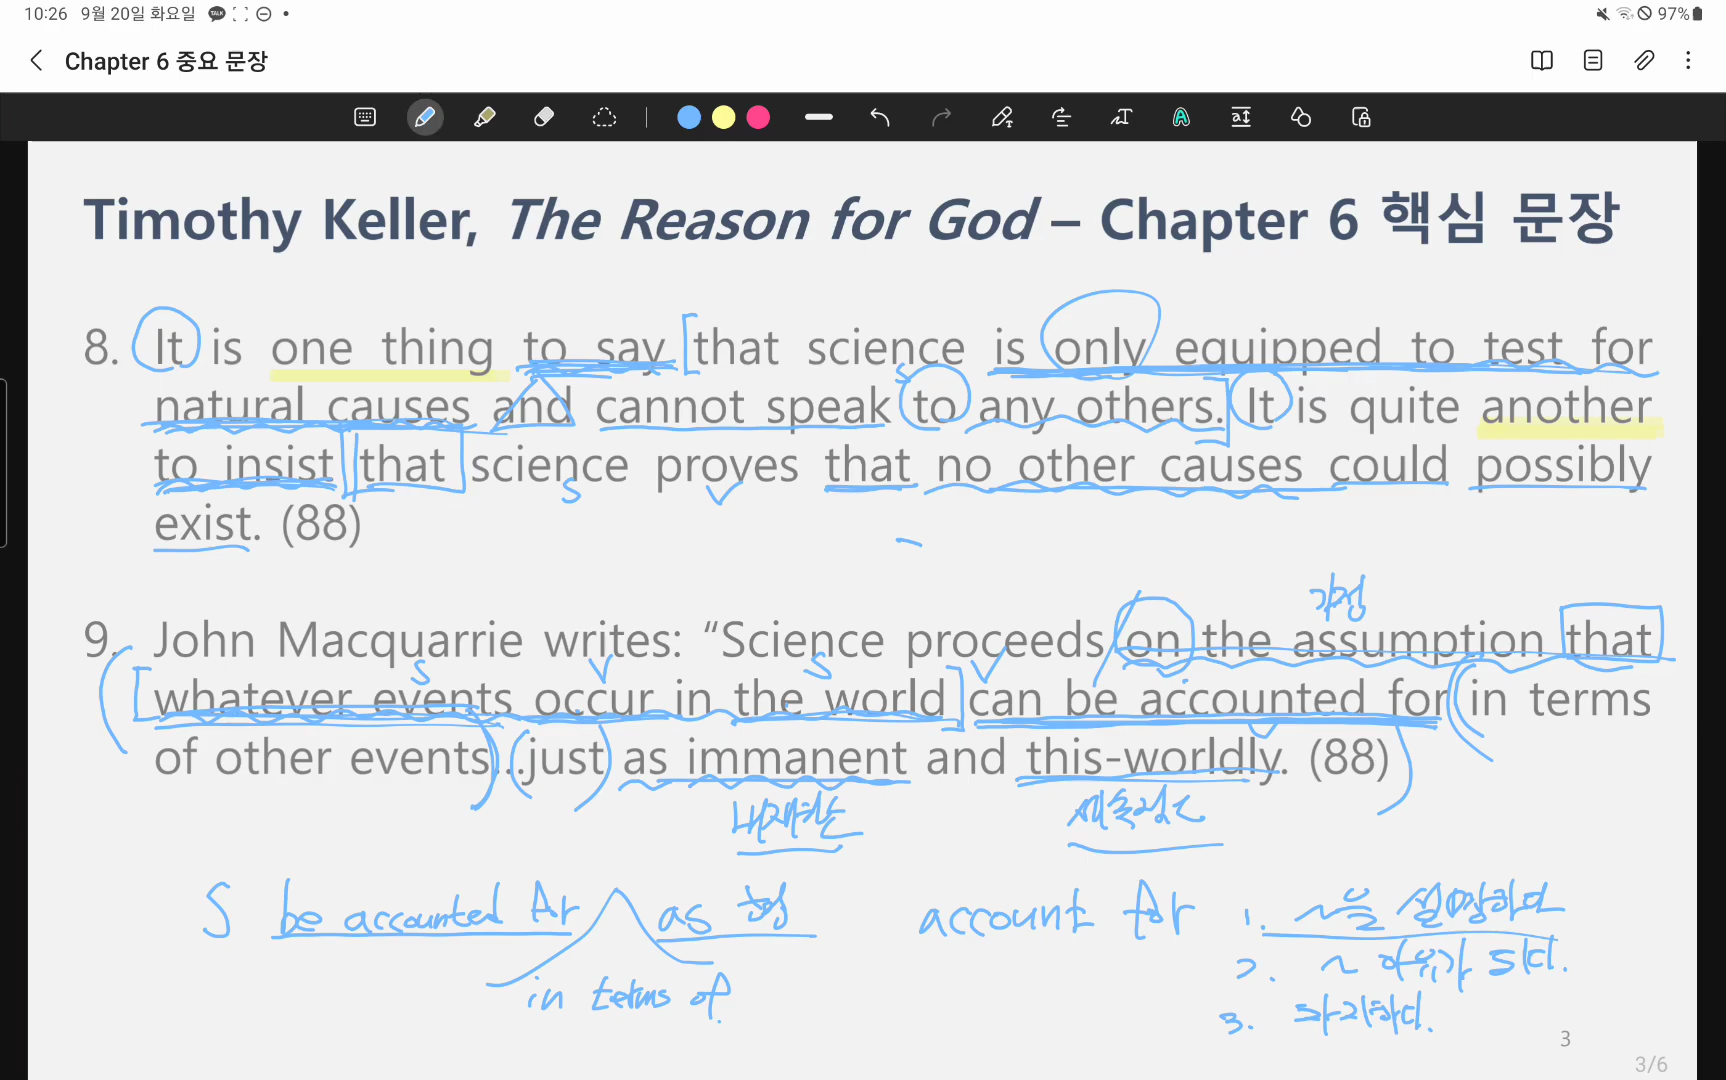 10:26 9월 20일 화요일
97%
Chapter 6 중요 문장
Timothy Keller, The Reason for God – Chapter 6 핵심 문장
8. It is one thing to say [that science is only equipped to test for
natural causes and cannot speak to any others.] It is quite another
to insist that science proves that no other causes could possibly
exist. (88)
가정
9. John Macquarrie writes: “Science proceeds on the assumption that
[whatever events occur in the world] can be accounted for (in terms
of other events)...(just) as immanent and this-worldly. (88)
내재한 세속적인
S be accounted for as 형 account for 1. ~을 설명하다
in terms of 2. ~ 이유가 되다.
3. 차지하다.
3
3/6